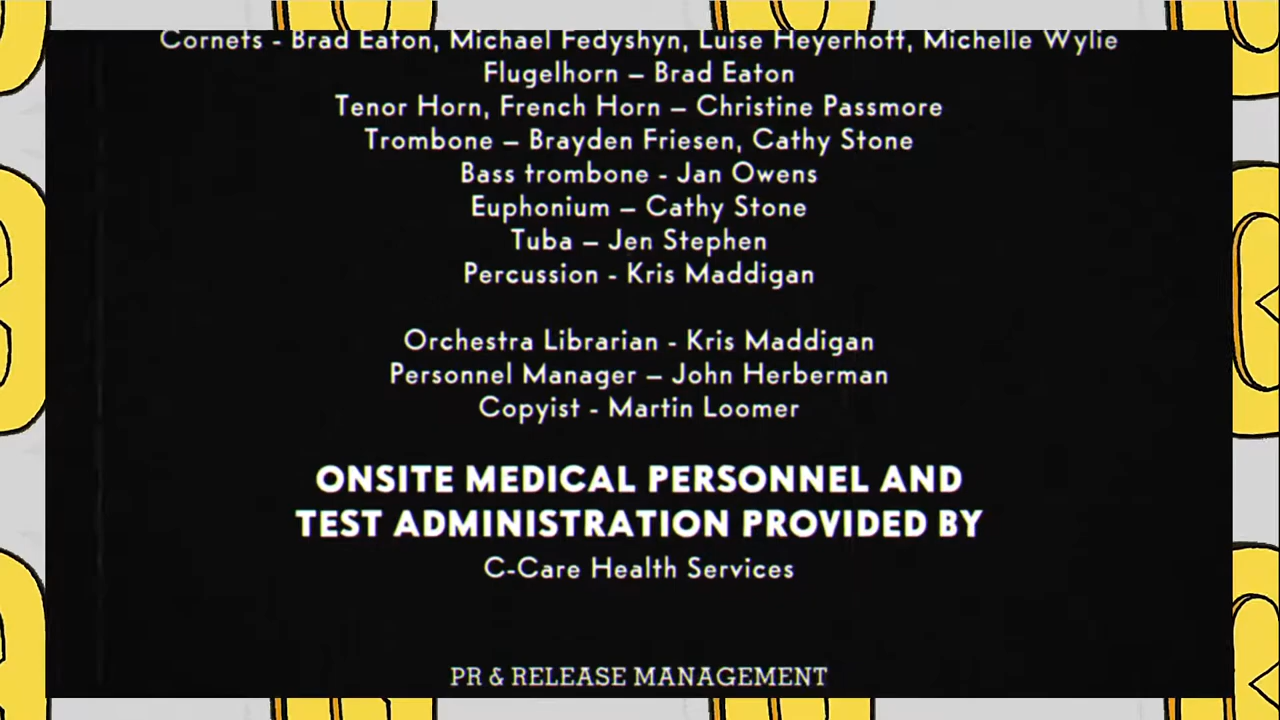 Cornets - Brad Eaton, Michael Fedyshyn, Luise Heyerhoff, Michelle Wylie
Flugelhorn – Brad Eaton
Tenor Horn, French Horn – Christine Passmore
Trombone – Brayden Friesen, Cathy Stone
Bass trombone - Jan Owens
Euphonium – Cathy Stone
Tuba – Jen Stephen
Percussion - Kris Maddigan
Orchestra Librarian - Kris Maddigan
Personnel Manager – John Herberman
Copyist - Martin Loomer
ONSITE MEDICAL PERSONNEL AND
TEST ADMINISTRATION PROVIDED BY
C-Care Health Services
PR & RELEASE MANAGEMENT